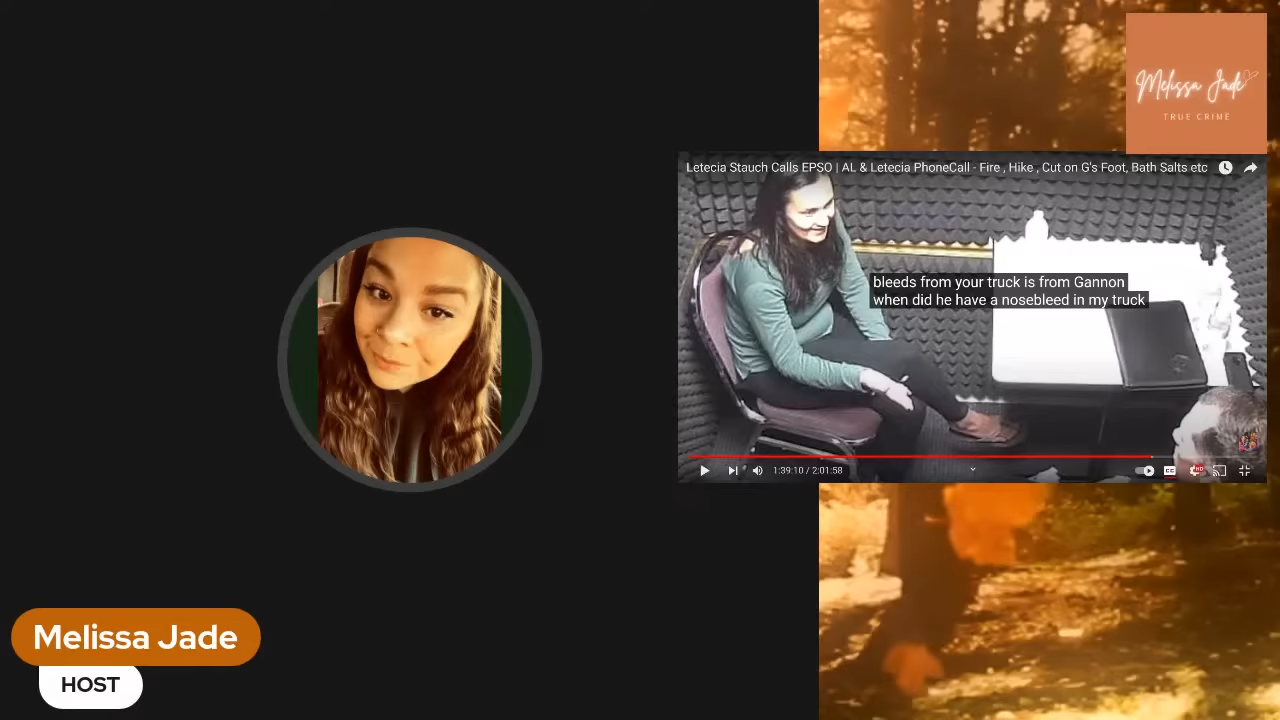 Melissa Jade
TRUE CRIME
Letecia Stauch Calls EPSO | AL & Letecia PhoneCall - Fire , Hike , Cut on G's Foot, Bath Salts etc
bleeds from your truck is from Gannon
when did he have a nosebleed in my truck
1:39:10 / 2:01:58
CC
HD
Melissa Jade
HOST